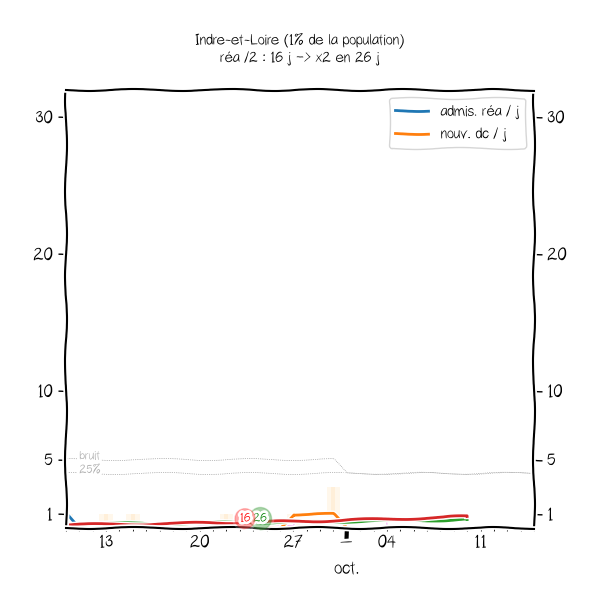 Indre-et-Loire (1% de la population)
réa /2 : 16 j -> x2 en 26 j
admis. réa / j
nouv. dc / j
30 30
20 20
10 10
5 bruit 5
25%
1 16 26 1
13 20 27 1 04 11
oct.